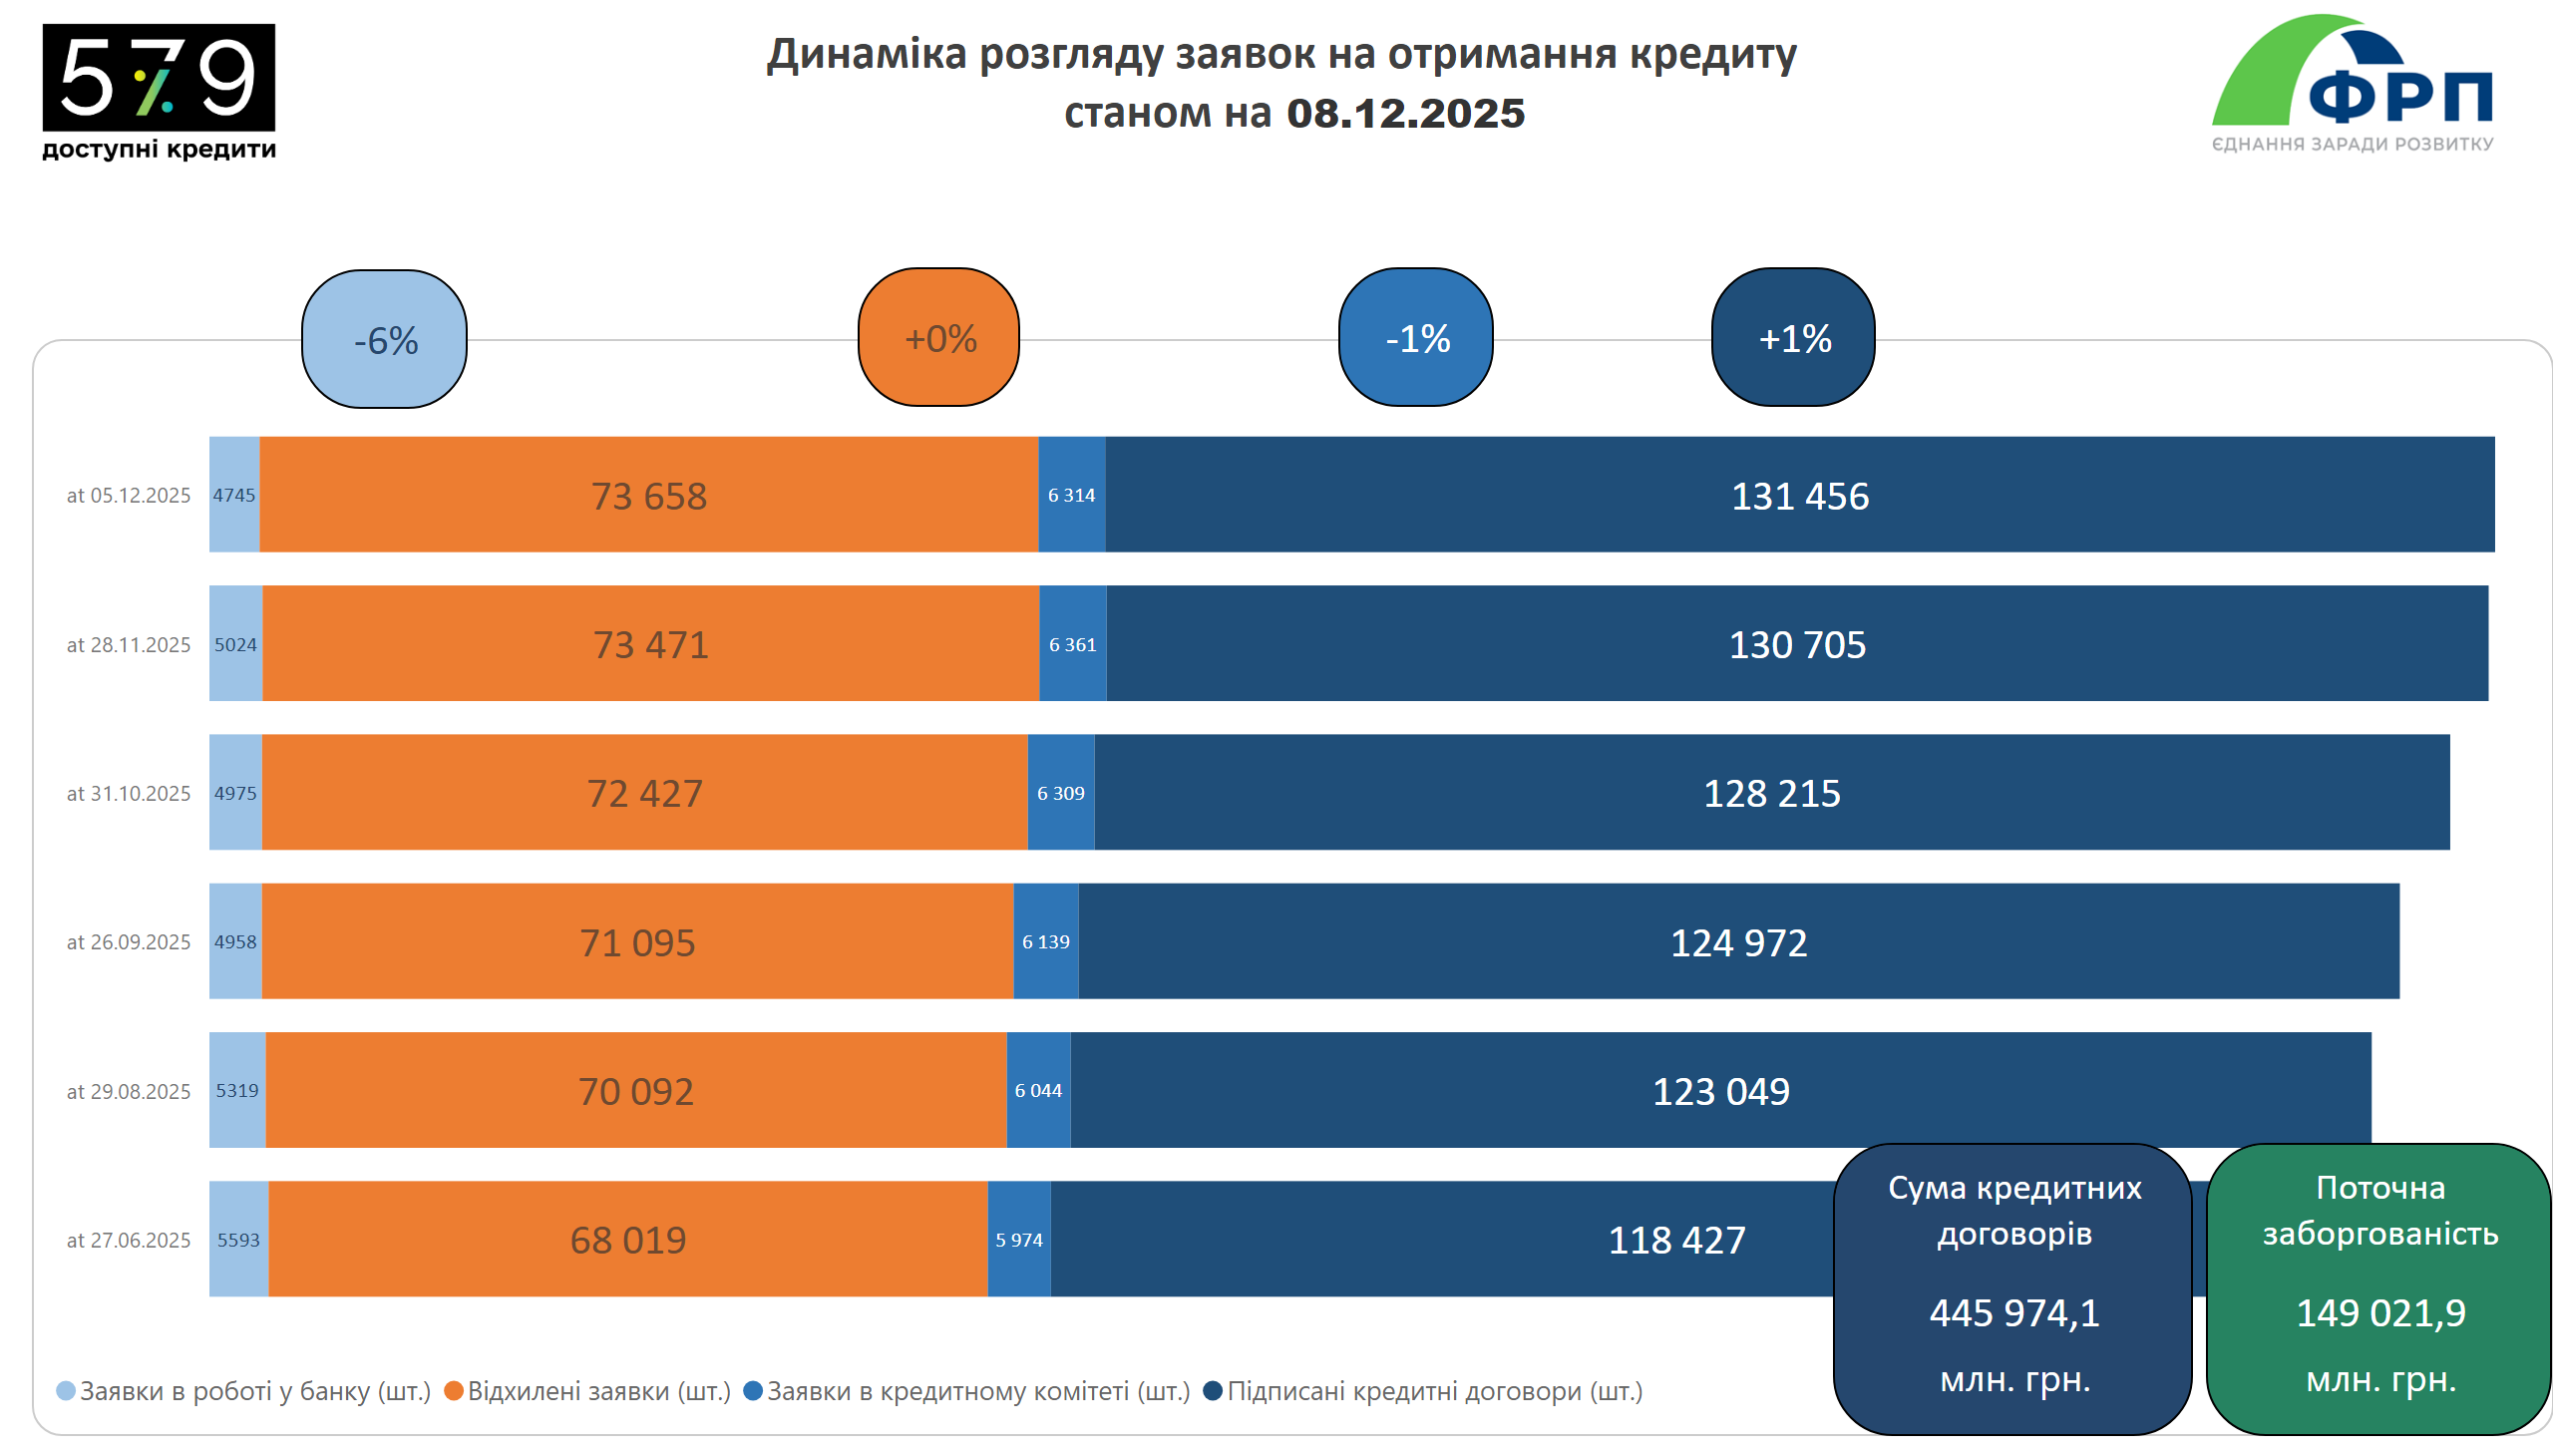 5%7%9
доступні кредити
Динаміка розгляду заявок на отримання кредиту
станом на 08.12.2025
ФРП
ЄДНАННЯ ЗАРАДИ РОЗВИТКУ
-6%
+0%
-1%
+1%
at 05.12.2025 4745 73 658 6 314 131 456
at 28.11.2025 5024 73 471 6 361 130 705
at 31.10.2025 4975 72 427 6 309 128 215
at 26.09.2025 4958 71 095 6 139 124 972
at 29.08.2025 5319 70 092 6 044 123 049
at 27.06.2025 5593 68 019 5 974 118 427
Сума кредитних
договорів
445 974,1
млн. грн.
Поточна
заборгованість
149 021,9
млн. грн.
Заявки в роботі у банку (шт.) Відхилені заявки (шт.) Заявки в кредитному комітеті (шт.) Підписані кредитні договори (шт.)